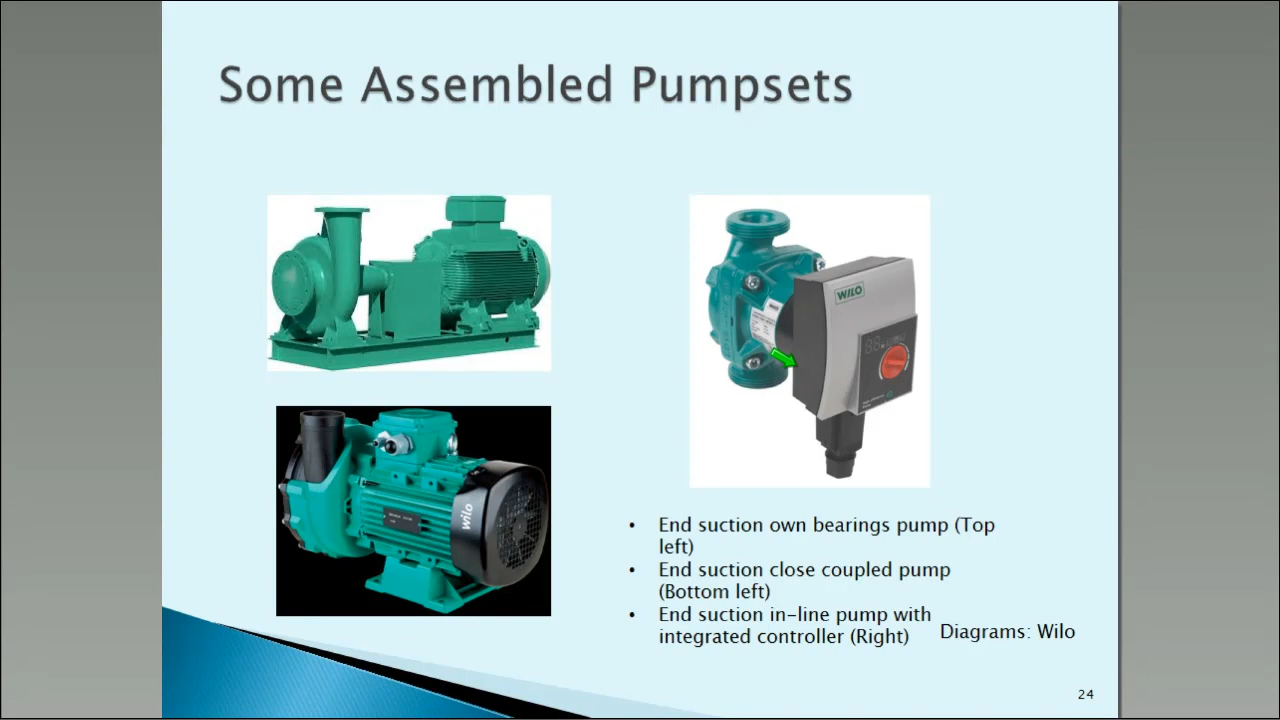 Some Assembled Pumpsets
WILO
wilo
• End suction own bearings pump (Top
left)
• End suction close coupled pump
(Bottom left)
• End suction in-line pump with
integrated controller (Right)
Diagrams: Wilo
24